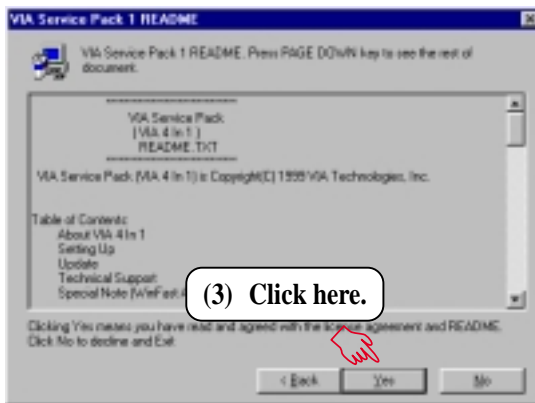 VIA Service Pack 1 README
VIA Service Pack 1 README. Press PAGE DOWN key to see the rest of
document.
==========================
VIA Service Pack
( VIA 4 In 1 )
README.TXT
==========================
VIA Service Pack (VIA 4 In 1) is Copyright(C) 1999 VIA Technologies, Inc.
Table of Contents:
About VIA 4 In 1
Setting Up
Update
Technical Support
Special Note (WinFast
(3) Click here.
Clicking Yes means you have read and agreed with the license agreement and README.
Click No to decline and Exit
< Back
Yes
No